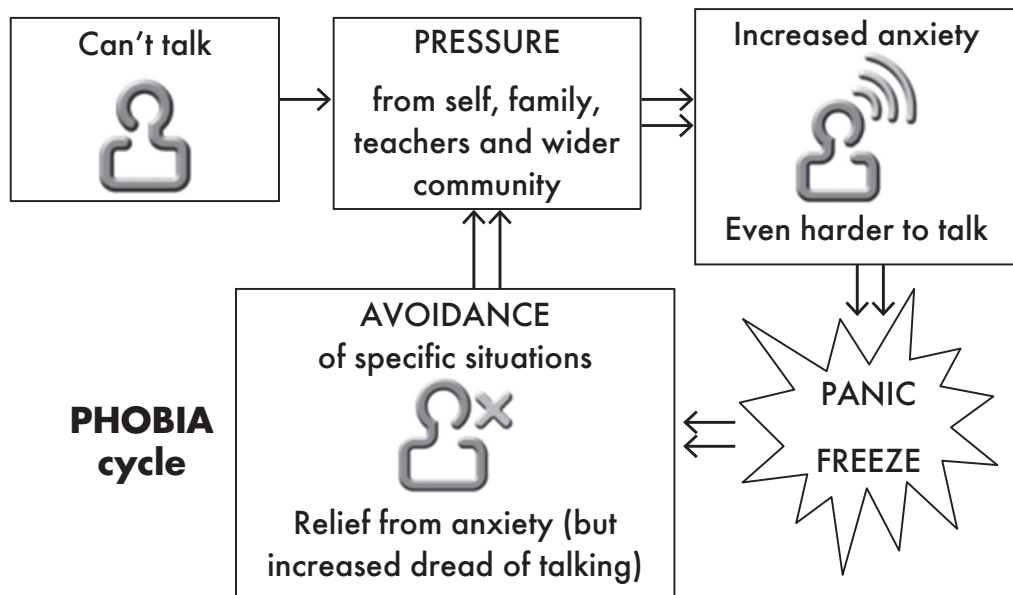 Can’t talk
PRESSURE
from self, family,
teachers and wider
community
Increased anxiety
Even harder to talk
PANIC
FREEZE
AVOIDANCE
of specific situations
Relief from anxiety (but
increased dread of talking)
PHOBIA
cycle